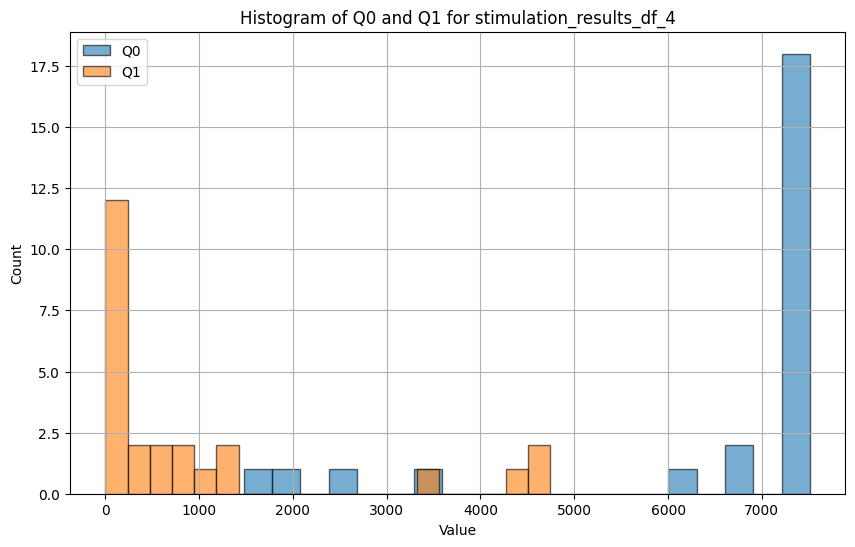 Histogram of Q0 and Q1 for stimulation_results_df_4
Q0
Q1
17.5
15.0
12.5
10.0
7.5
5.0
2.5
0.0
Count
0 1000 2000 3000 4000 5000 6000 7000
Value